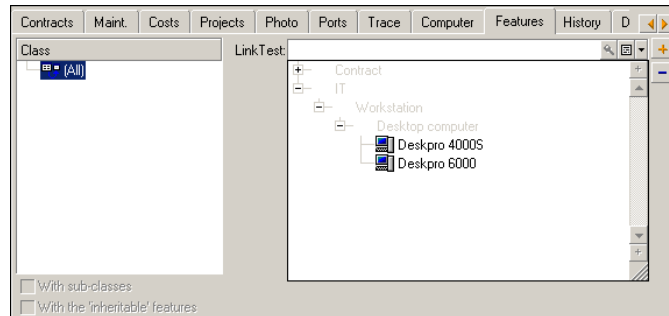 Contracts Maint. Costs Projects Photo Ports Trace Computer Features History D
Class
LinkTest:
(All)
Contract
IT
Workstation
Desktop computer
Deskpro 4000S
Deskpro 6000
With sub-classes
With the 'inheritable' features